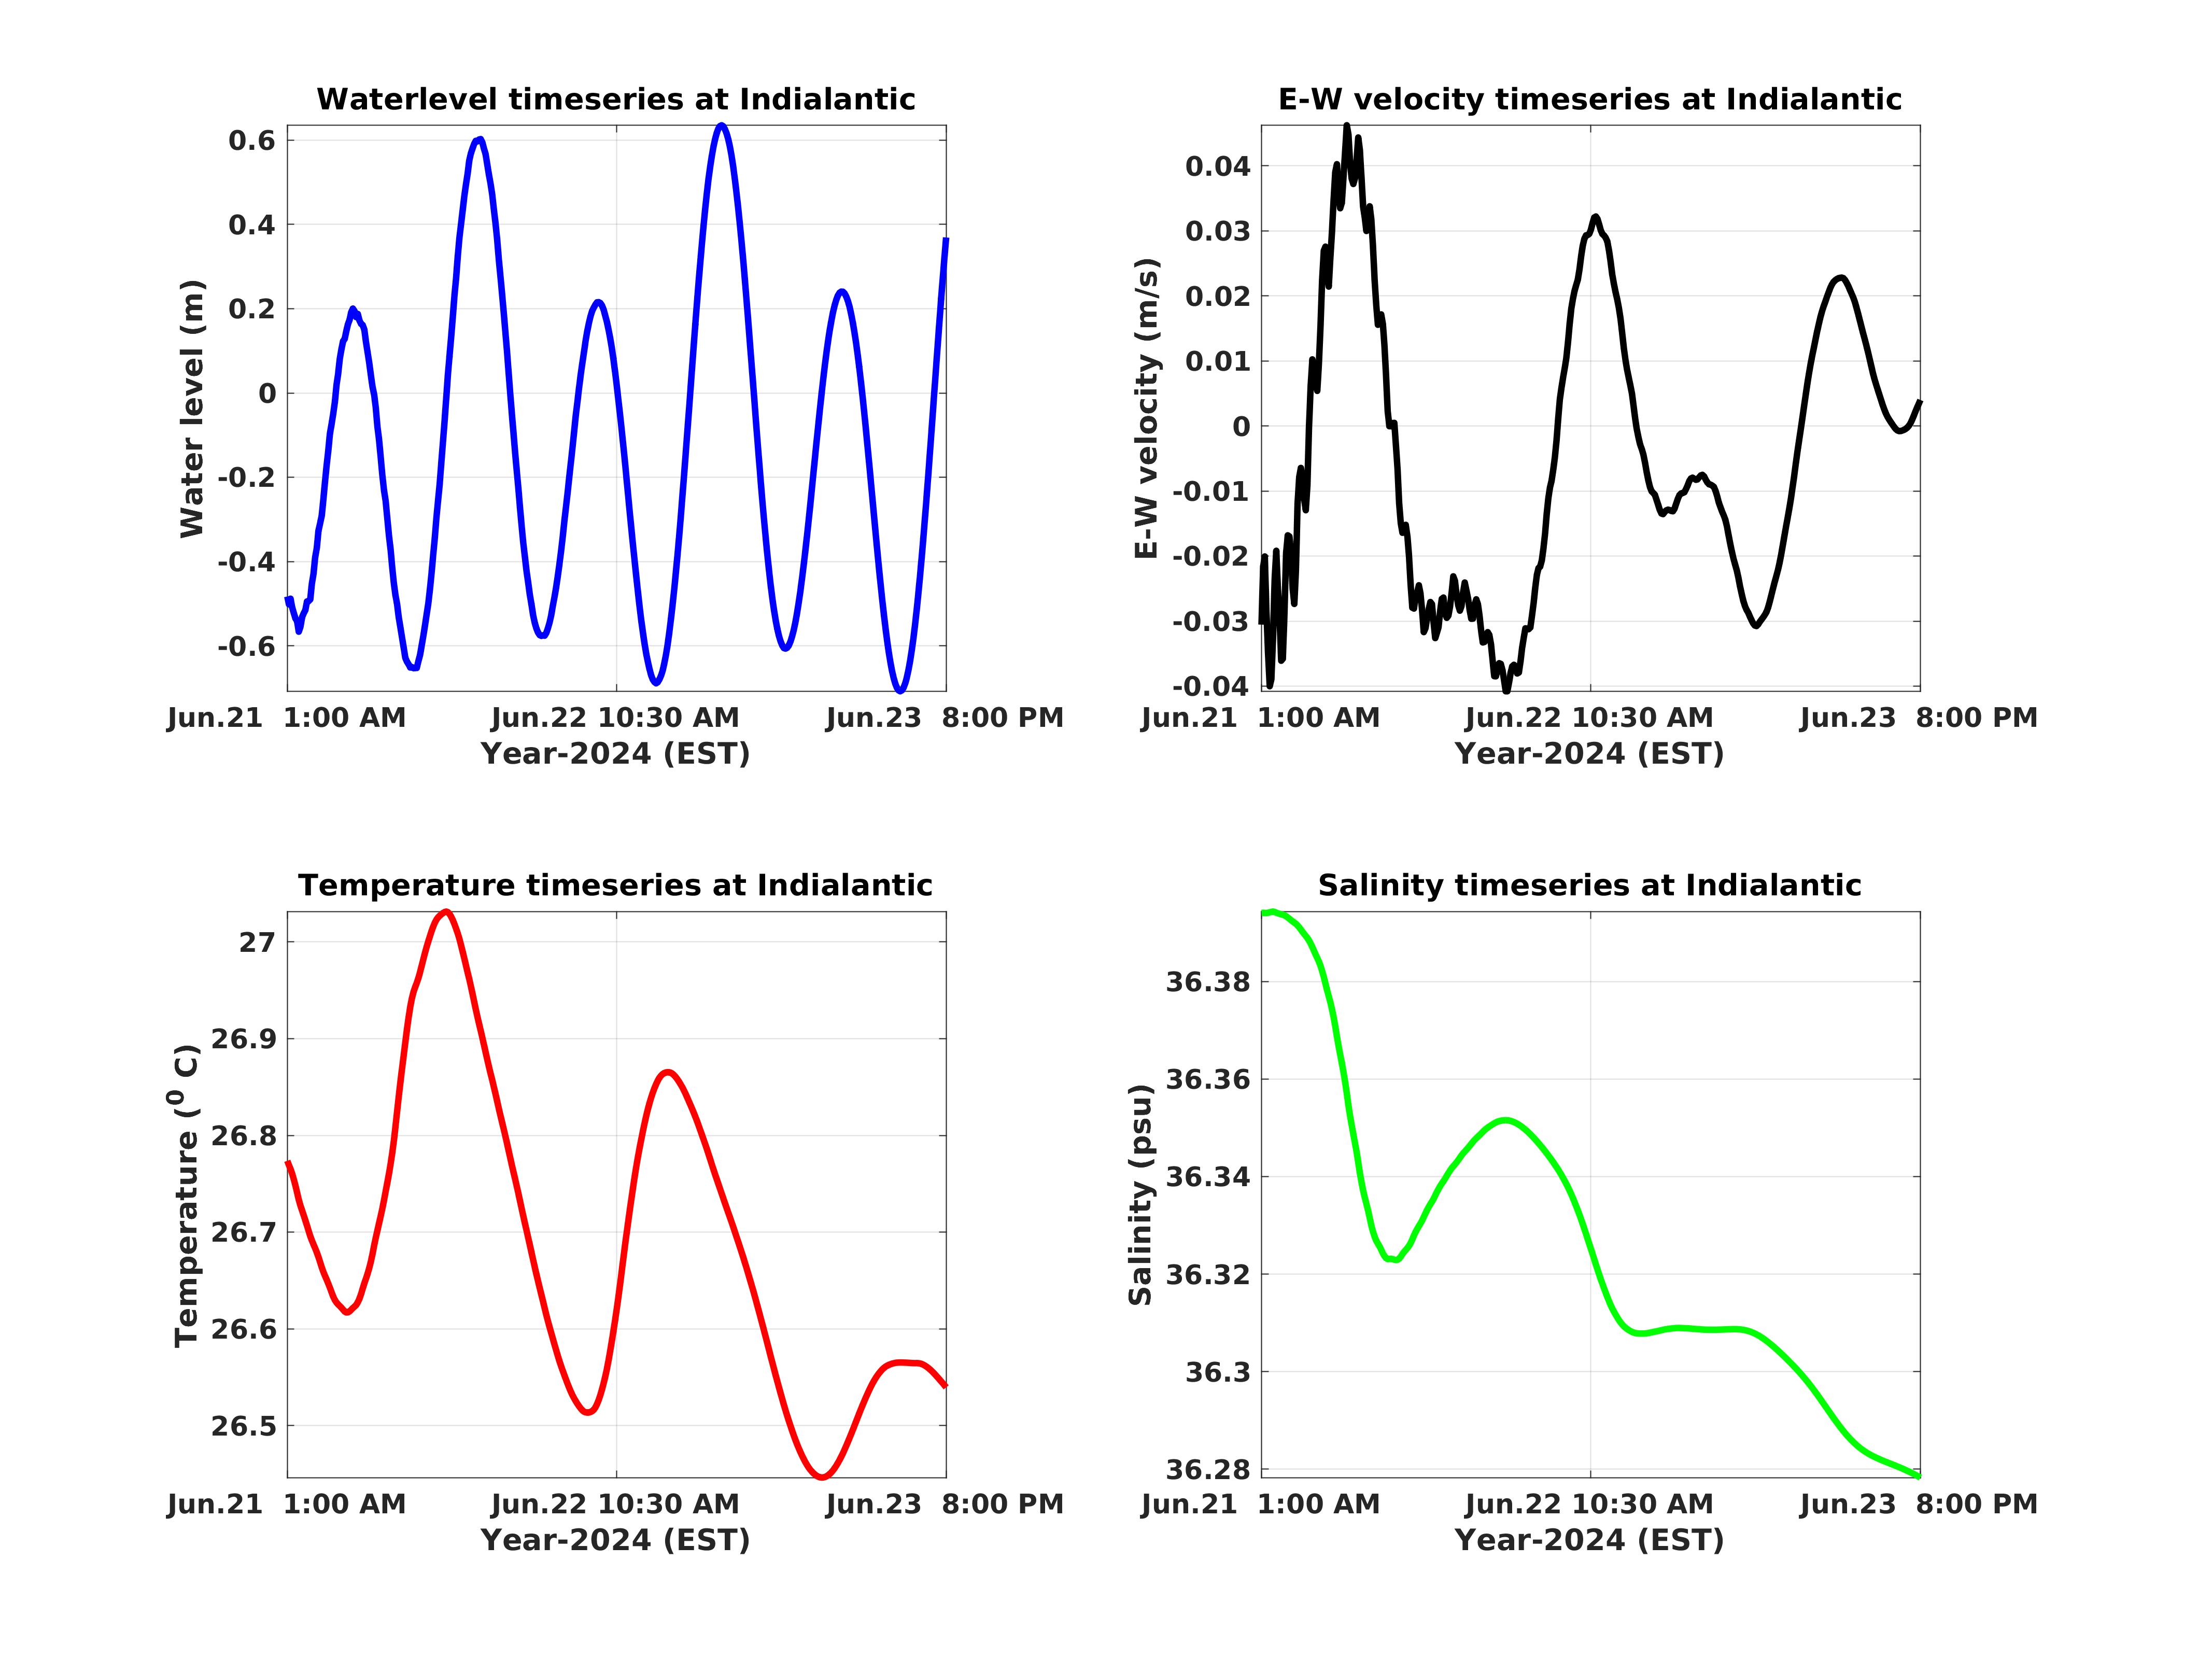 Waterlevel timeseries at Indialantic
0.6
0.4
0.2
0
-0.2
-0.4
-0.6
Water level (m)
Jun.21 1:00 AM
Jun.22 10:30 AM
Jun.23 8:00 PM
Year-2024 (EST)
E-W velocity timeseries at Indialantic
0.04
0.03
0.02
0.01
0
-0.01
-0.02
-0.03
-0.04
E-W velocity (m/s)
Jun.21 1:00 AM
Jun.22 10:30 AM
Jun.23 8:00 PM
Year-2024 (EST)
Temperature timeseries at Indialantic
27
26.9
26.8
26.7
26.6
26.5
Temperature (⁰ C)
Jun.21 1:00 AM
Jun.22 10:30 AM
Jun.23 8:00 PM
Year-2024 (EST)
Salinity timeseries at Indialantic
36.38
36.36
36.34
36.32
36.3
36.28
Salinity (psu)
Jun.21 1:00 AM
Jun.22 10:30 AM
Jun.23 8:00 PM
Year-2024 (EST)